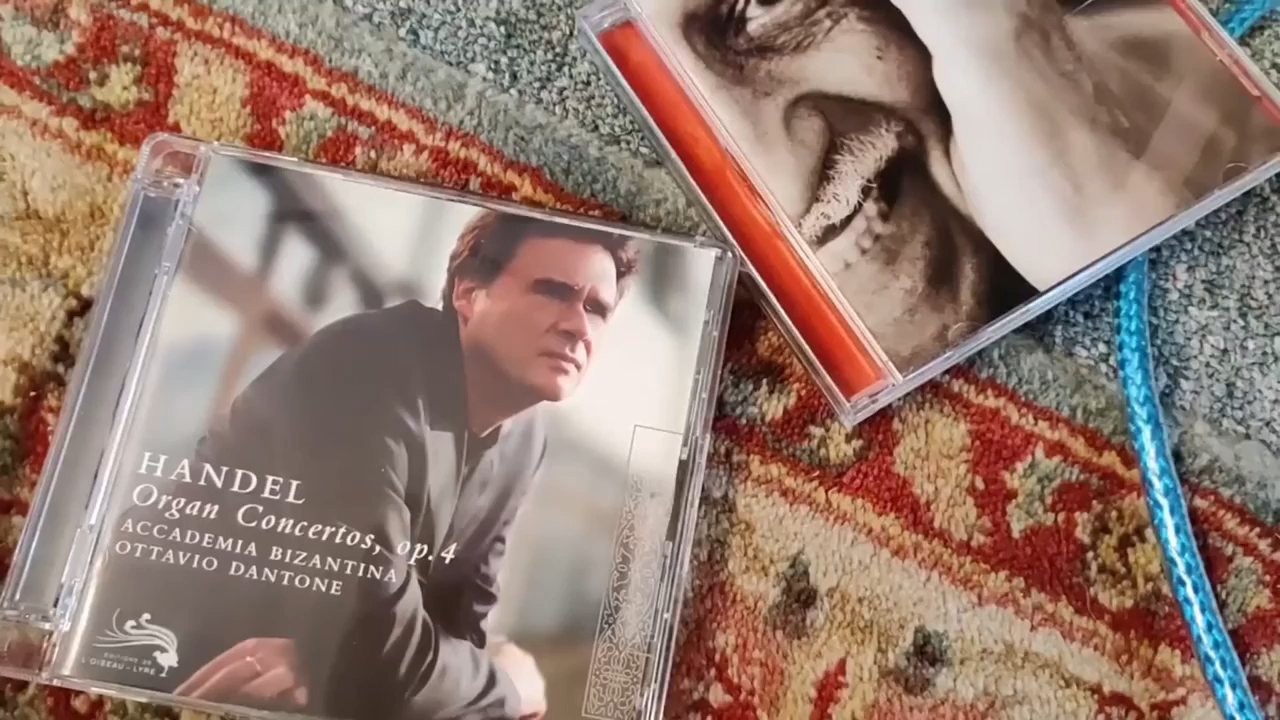 HANDEL
Organ Concertos, op. 4
ACCADEMIA BIZANTINA
OTTAVIO DANTONE
EDITIONS DE
L'OISEAU-LYRE